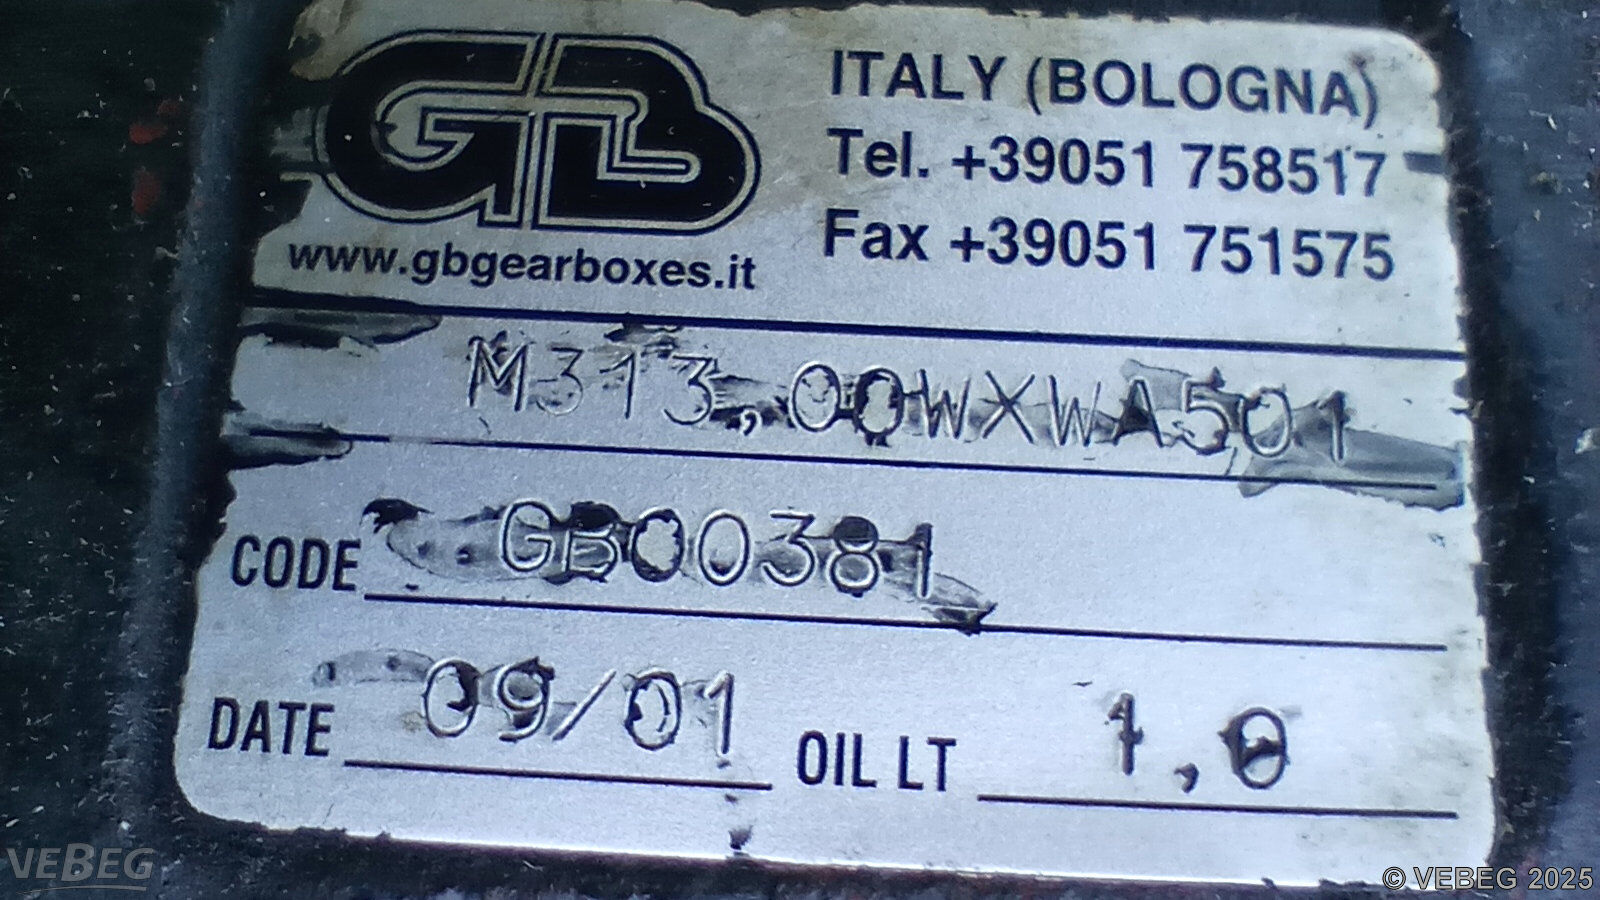 GB
ITALY (BOLOGNA)
Tel. +39051 758517
Fax +39051 751575
www.gbgearboxes.it
M313,00WXWA501
CODE GB00381
DATE 09/01 OIL LT 1,0
VEBEG
© VEBEG 2025